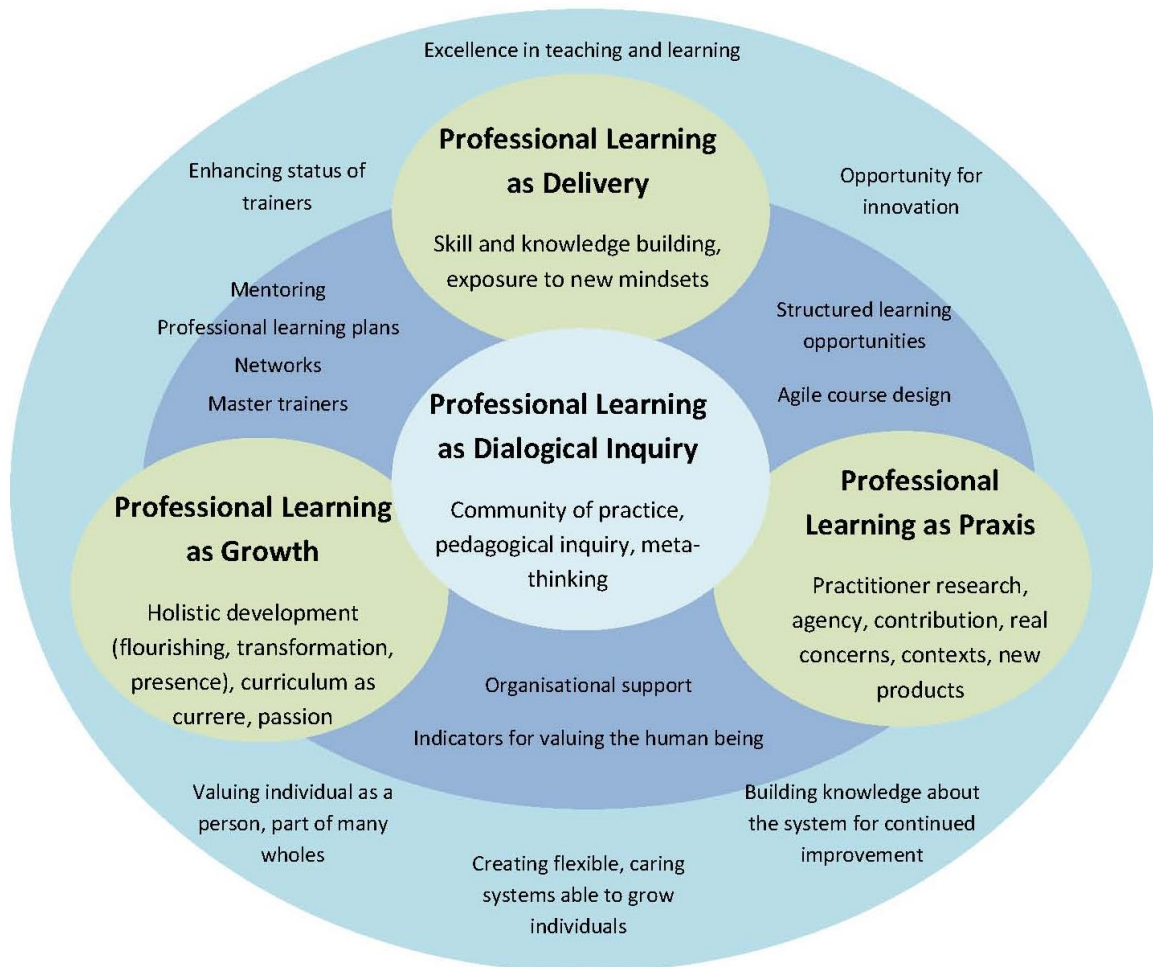 Excellence in teaching and learning
Professional Learning
as Delivery
Skill and knowledge building,
exposure to new mindsets
Enhancing status of
trainers
Opportunity for
innovation
Mentoring
Professional learning plans
Networks
Master trainers
Structured learning
opportunities
Agile course design
Professional Learning
as Dialogical Inquiry
Community of practice,
pedagogical inquiry, meta-
thinking
Professional Learning
as Growth
Holistic development
(flourishing, transformation,
presence), curriculum as
currere, passion
Professional
Learning as Praxis
Practitioner research,
agency, contribution, real
concerns, contexts, new
products
Organisational support
Indicators for valuing the human being
Valuing individual as a
person, part of many
wholes
Creating flexible, caring
systems able to grow
individuals
Building knowledge about
the system for continued
improvement